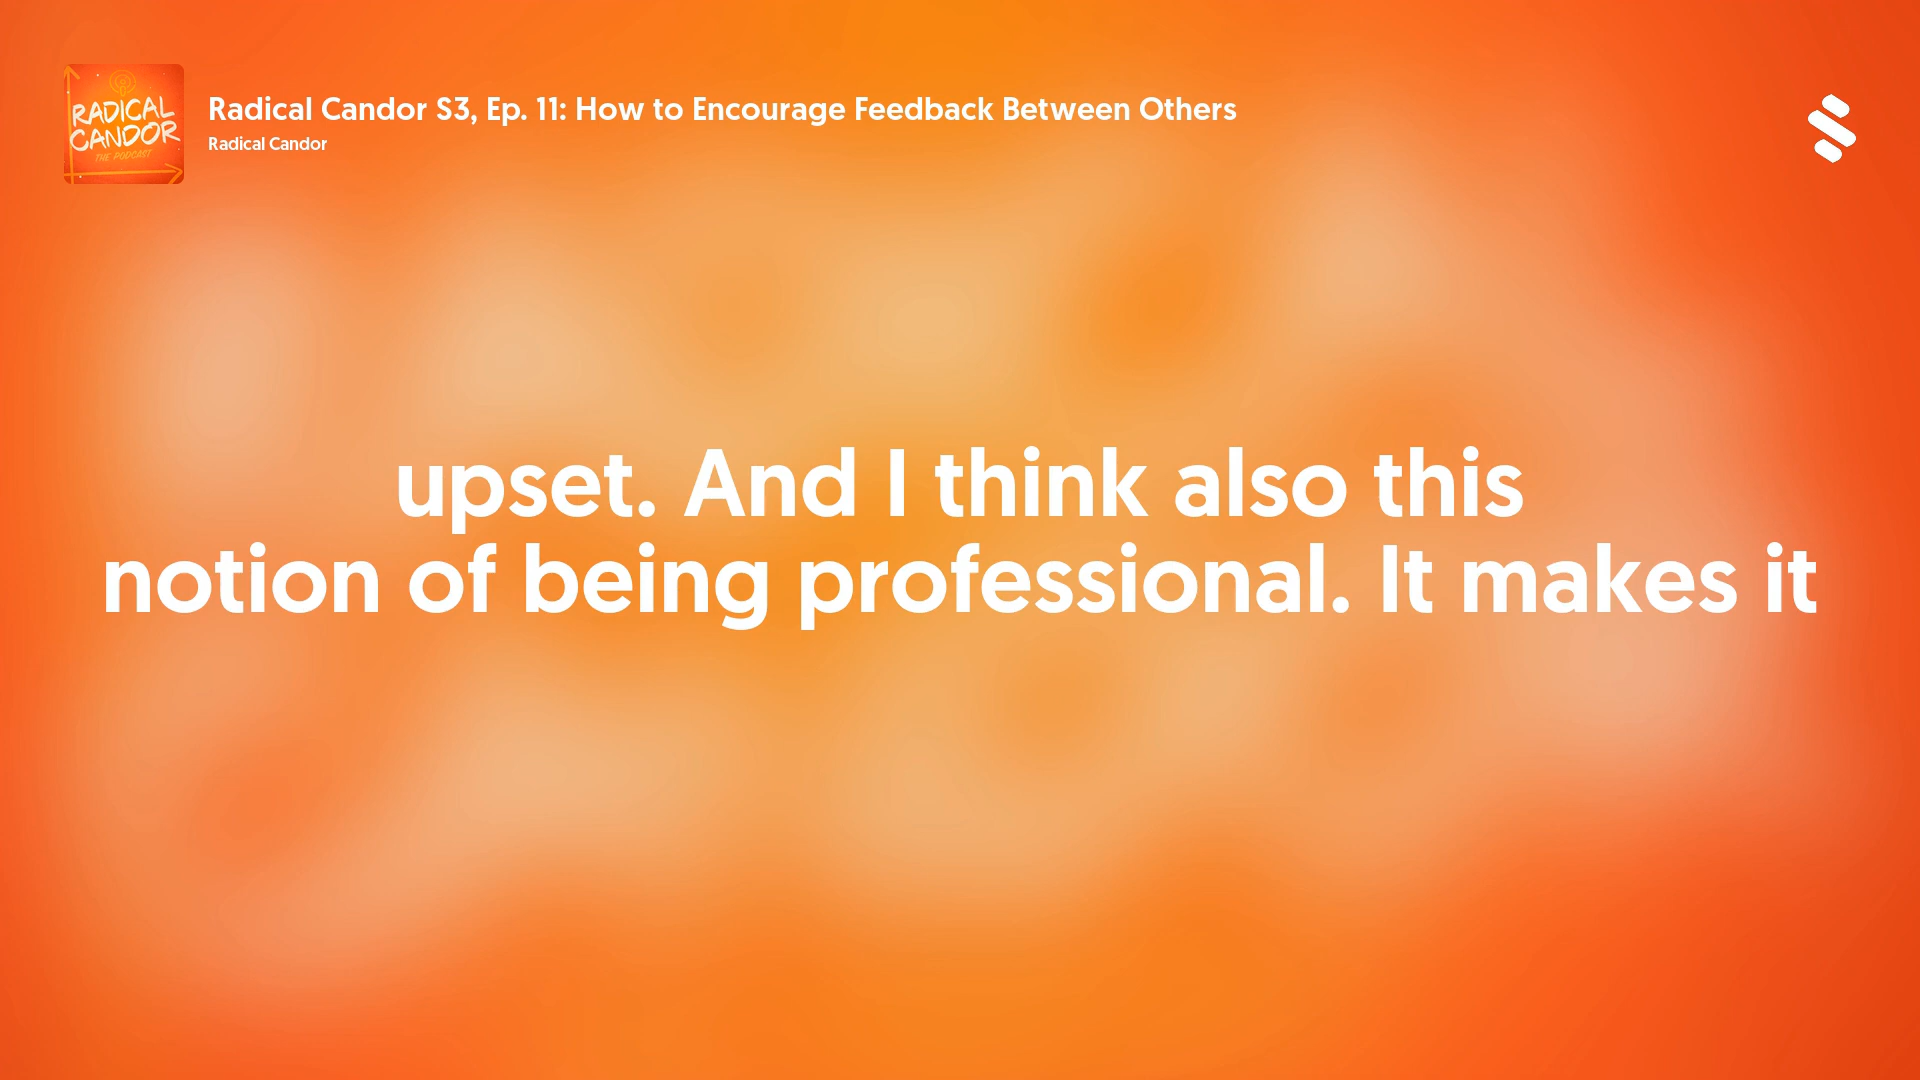 RADICAL
CANDOR
THE PODCAST
Radical Candor S3, Ep. 11: How to Encourage Feedback Between Others
Radical Candor
upset. And I think also this
notion of being professional. It makes it